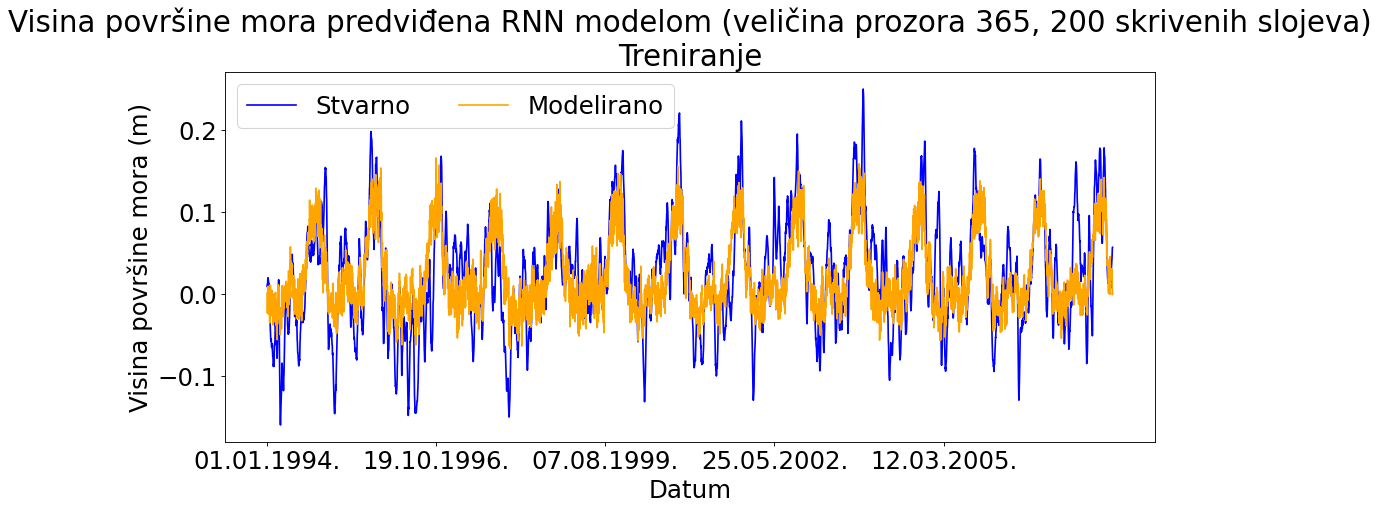 Visina površine mora predviđena RNN modelom (veličina prozora 365, 200 skrivenih slojeva)
Treniranje
Stvarno Modelirano
Visina površine mora (m)
0.2
0.1
0.0
−0.1
01.01.1994. 19.10.1996. 07.08.1999. 25.05.2002. 12.03.2005.
Datum